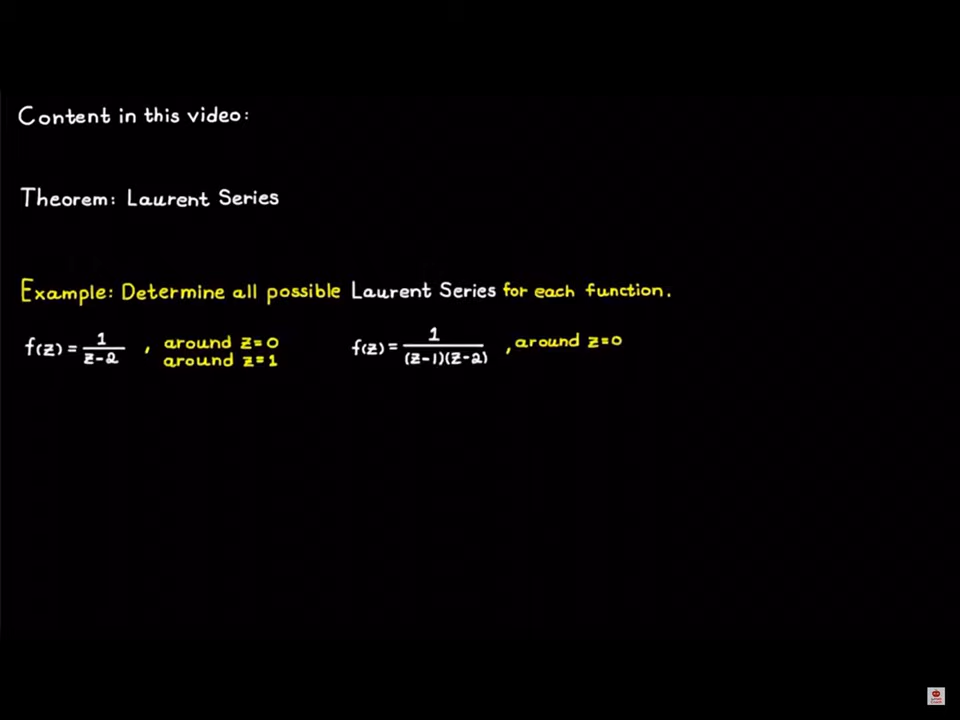 Content in this video:
Theorem: Laurent Series
Example: Determine all possible Laurent Series for each function.
f(z) = 1/(z-2) , around z=0
around z=1
f(z) = 1/((z-1)(z-2)) , around z=0